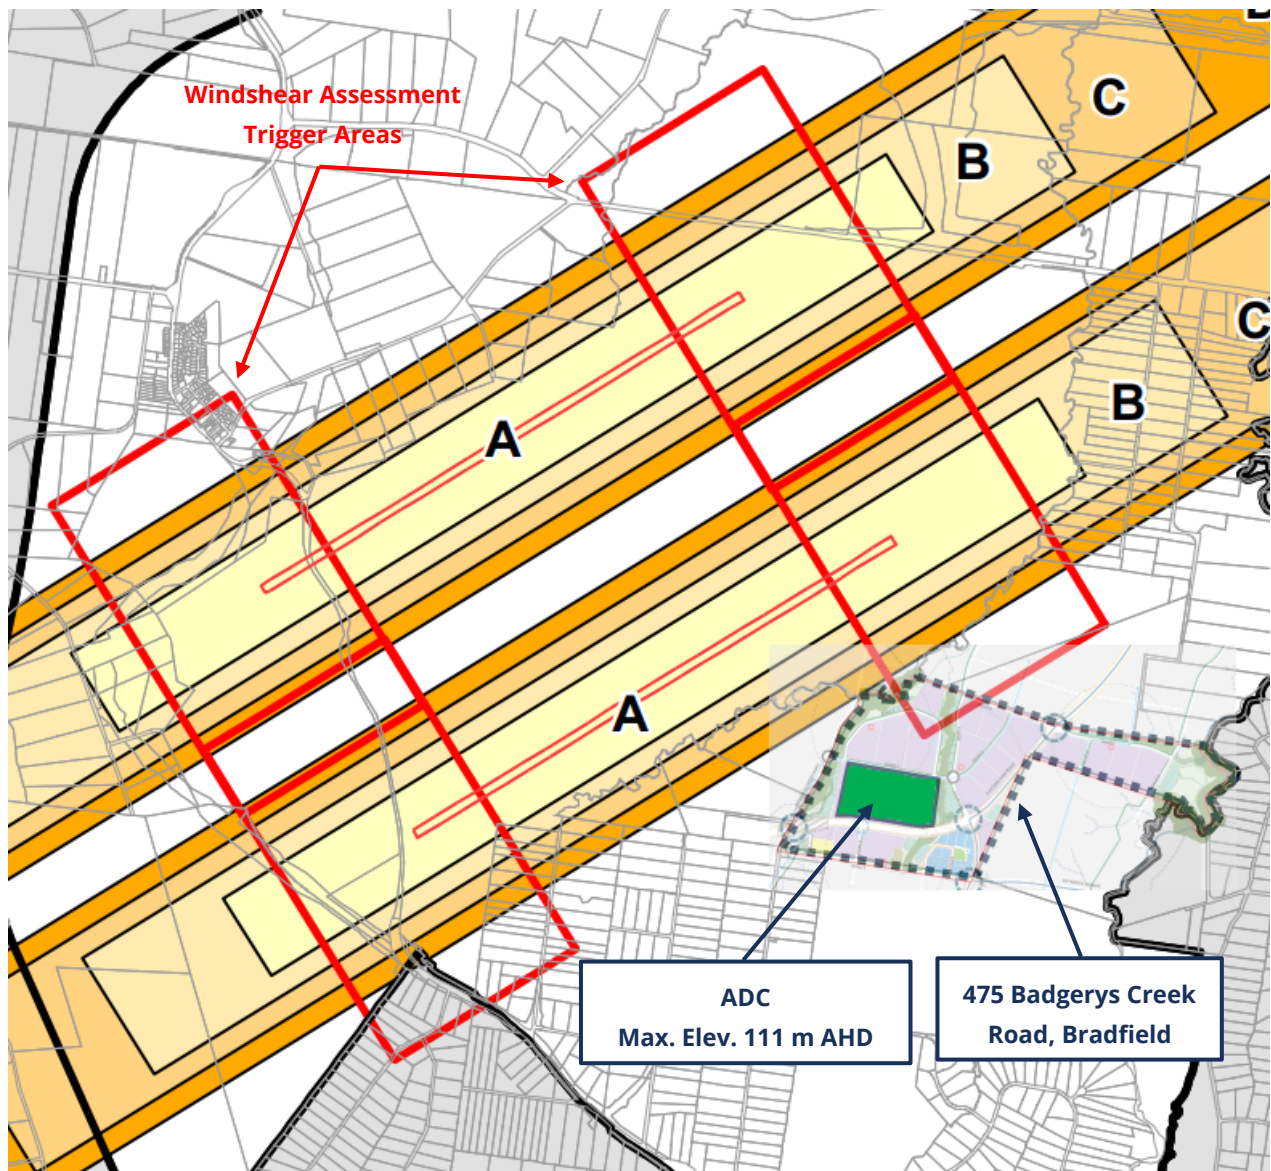 Windshear Assessment
Trigger Areas
C
B
C
B
A
A
ADC
Max. Elev. 111 m AHD
475 Badgerys Creek
Road, Bradfield